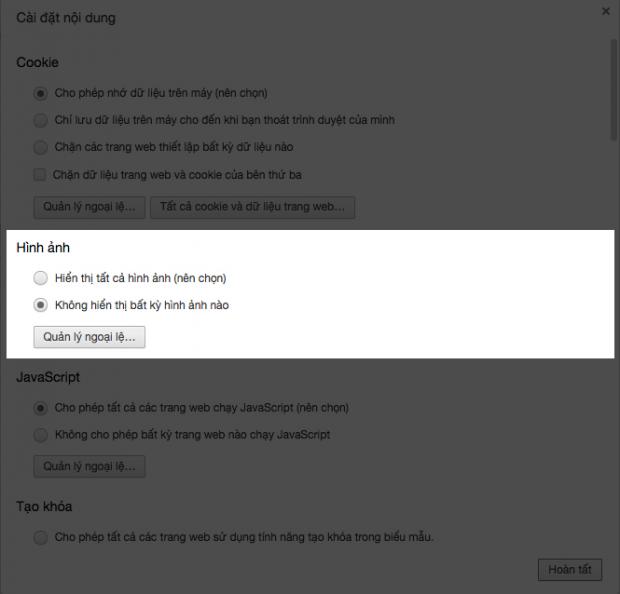 Cài đặt nội dung
Cookie
Cho phép nhớ dữ liệu trên máy (nên chọn)
Chỉ lưu dữ liệu trên máy cho đến khi bạn thoát trình duyệt của mình
Chặn các trang web thiết lập bất kỳ dữ liệu nào
Chặn dữ liệu trang web và cookie của bên thứ ba
Quản lý ngoại lệ... Tất cả cookie và dữ liệu trang web...
Hình ảnh
Hiển thị tất cả hình ảnh (nên chọn)
Không hiển thị bất kỳ hình ảnh nào
Quản lý ngoại lệ...
JavaScript
Cho phép tất cả các trang web chạy JavaScript (nên chọn)
Không cho phép bất kỳ trang web nào chạy JavaScript
Quản lý ngoại lệ...
Tạo khóa
Cho phép tất cả các trang web sử dụng tính năng tạo khóa trong biểu mẫu.
Hoàn tất